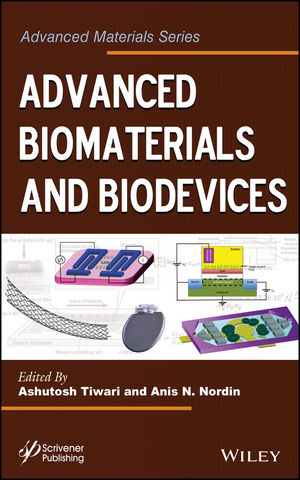 Advanced Materials Series
ADVANCED
BIOMATERIALS
AND BIODEVICES
Edited By
Ashutosh Tiwari and Anis N. Nordin
Scrivener
Publishing
WILEY